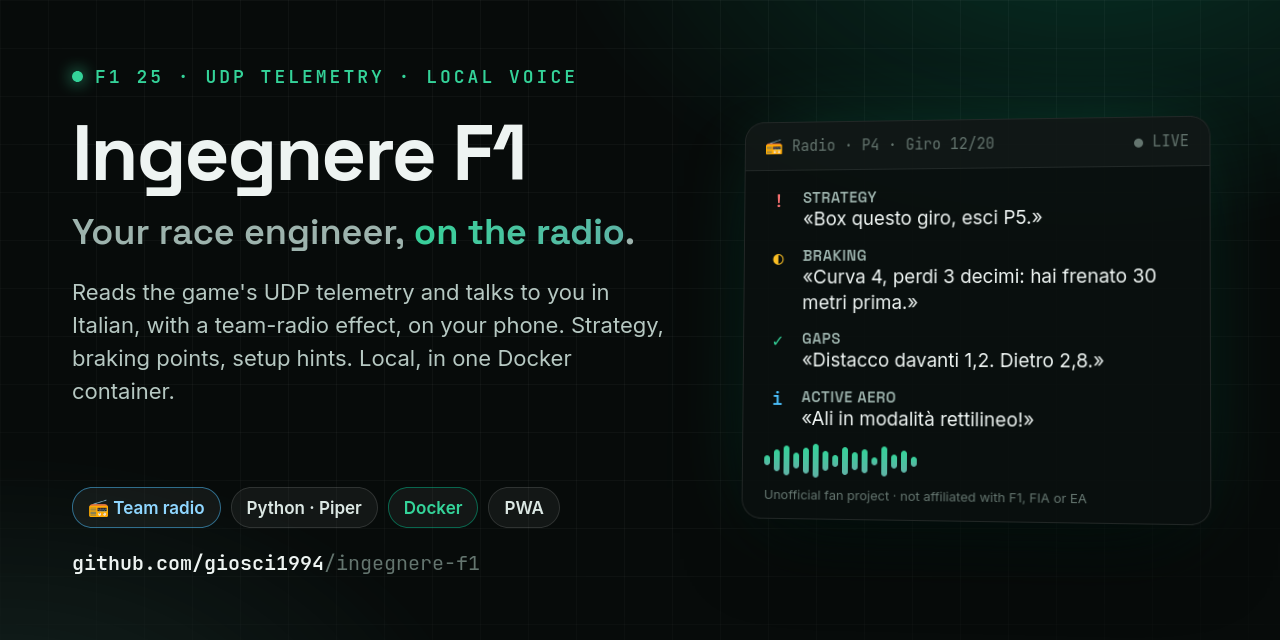 F1 25 · UDP TELEMETRY · LOCAL VOICE
Ingegnere F1
Your race engineer, on the radio.
Reads the game's UDP telemetry and talks to you in
Italian, with a team-radio effect, on your phone. Strategy,
braking points, setup hints. Local, in one Docker
container.
📻 Team radio
Python · Piper
Docker
PWA
github.com/giosci1994/ingegnere-f1
📻 Radio · P4 · Giro 12/20
● LIVE
! STRATEGY
«Box questo giro, esci P5.»
◐ BRAKING
«Curva 4, perdi 3 decimi: hai frenato 30
metri prima.»
✓ GAPS
«Distacco davanti 1,2. Dietro 2,8.»
i ACTIVE AERO
«Ali in modalità rettilineo!»
Unofficial fan project · not affiliated with F1, FIA or EA